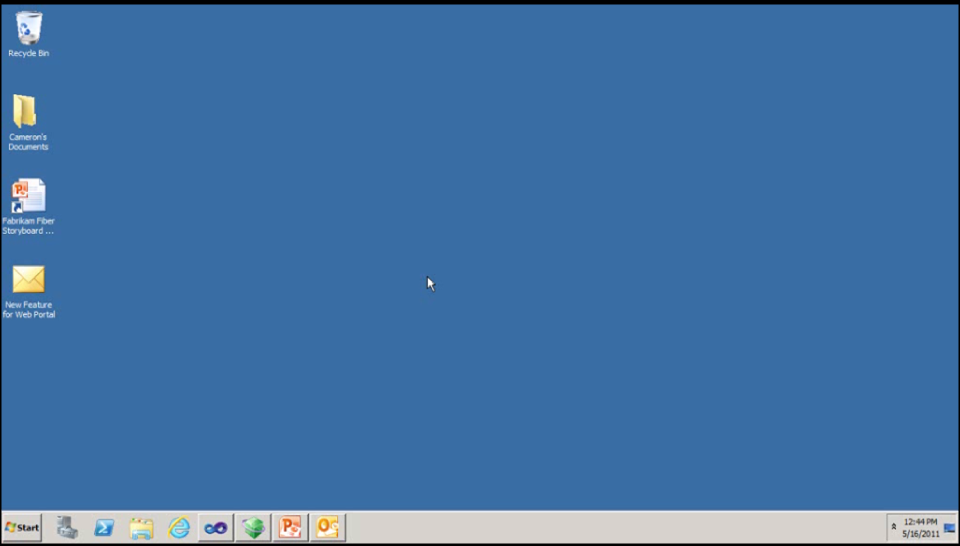 Recycle Bin
Cameron's
Documents
Fabrikam Fiber
Storyboard ...
New Feature
for Web Portal
Start
12:44 PM
5/16/2011